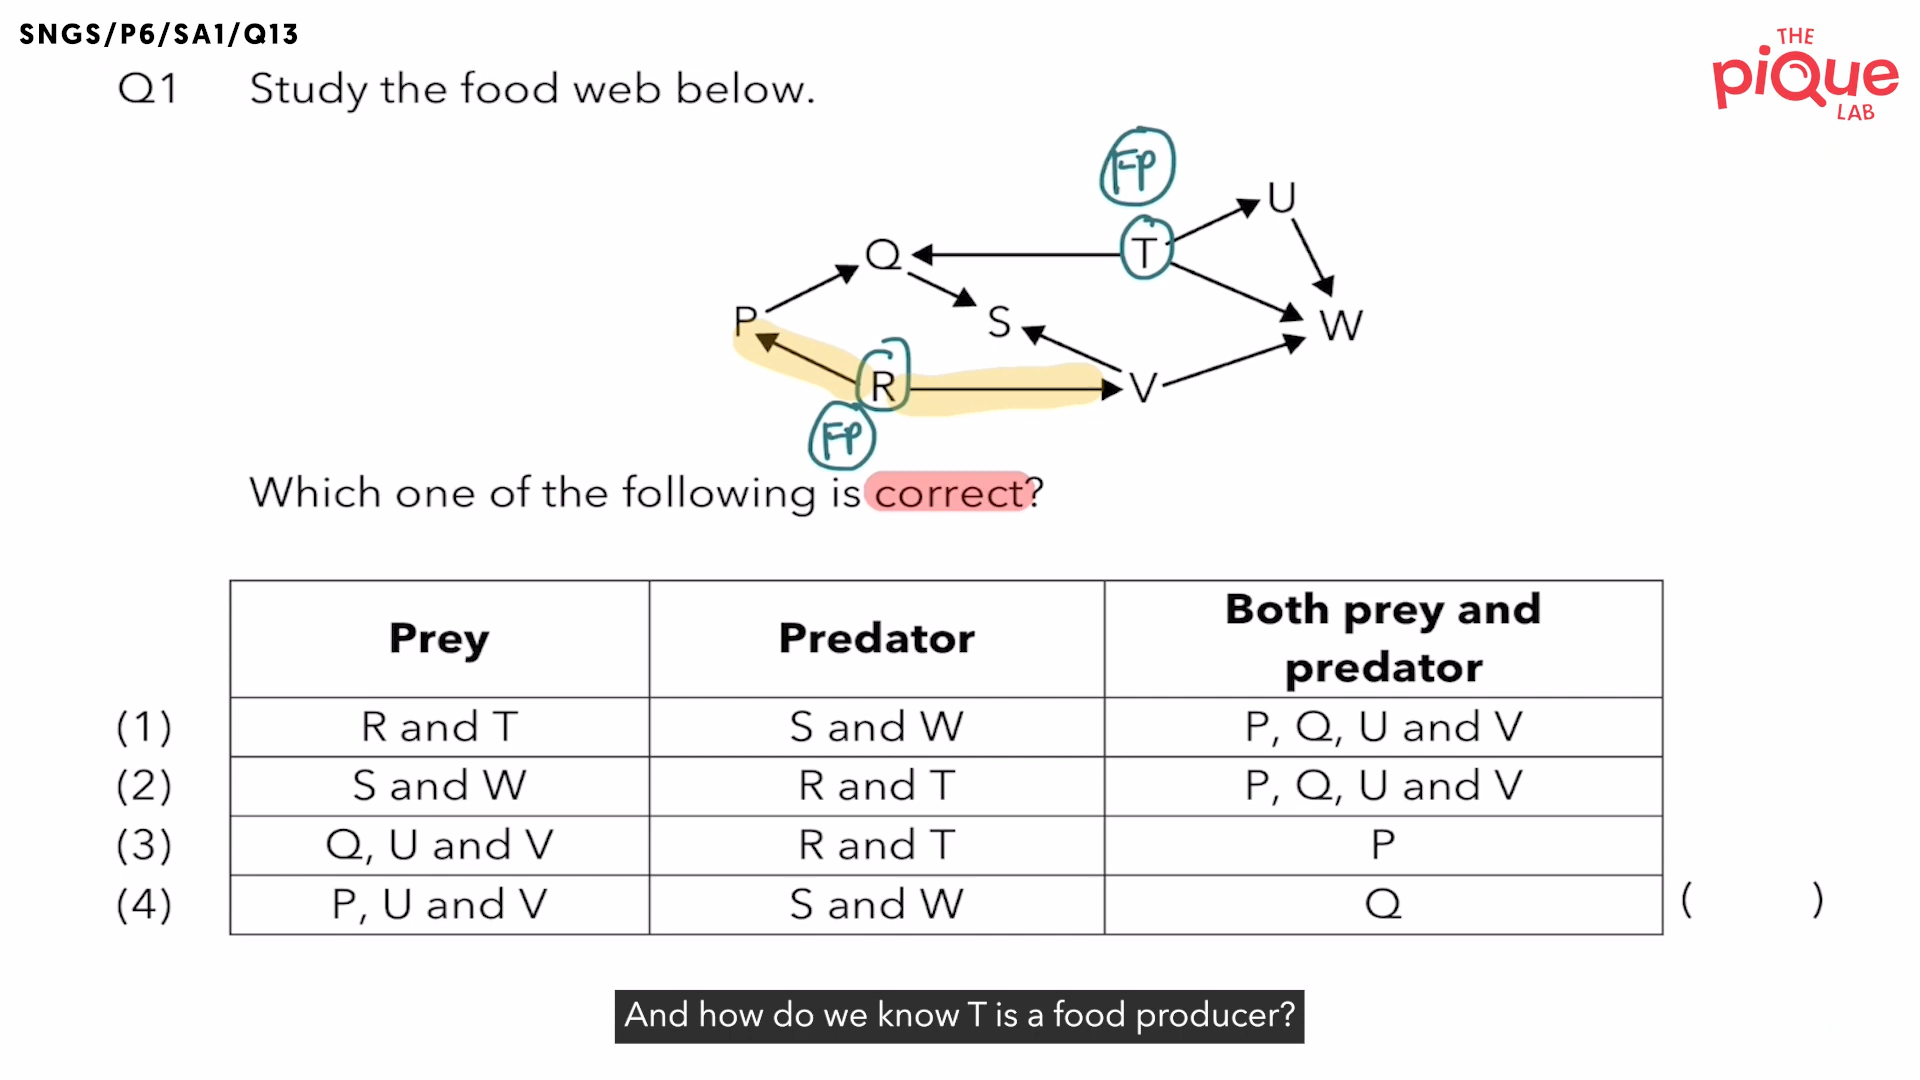 SNGS/P6/SA1/Q13
THE
pique
LAB
Q1 Study the food web below.
FP
U
Q T
P S W
R V
FP
Which one of the following is correct?
Prey Predator Both prey and
predator
(1) R and T S and W P, Q, U and V
(2) S and W R and T P, Q, U and V
(3) Q, U and V R and T P
(4) P, U and V S and W Q ( )
And how do we know T is a food producer?